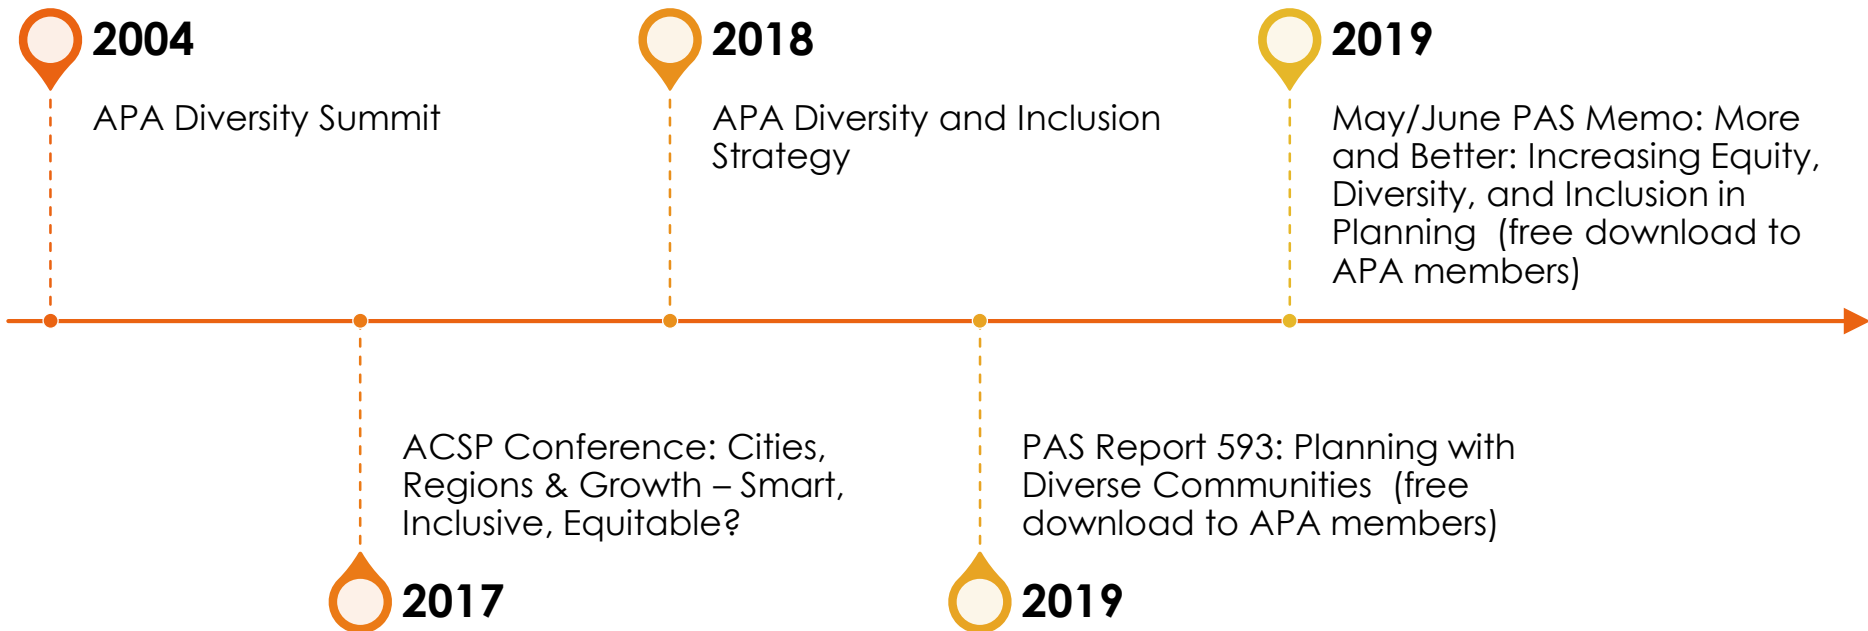 2004
APA Diversity Summit
2018
APA Diversity and Inclusion
Strategy
2019
May/June PAS Memo: More
and Better: Increasing Equity,
Diversity, and Inclusion in
Planning  (free download to
APA members)
ACSP Conference: Cities,
Regions & Growth – Smart,
Inclusive, Equitable?
2017
PAS Report 593: Planning with
Diverse Communities  (free
download to APA members)
2019